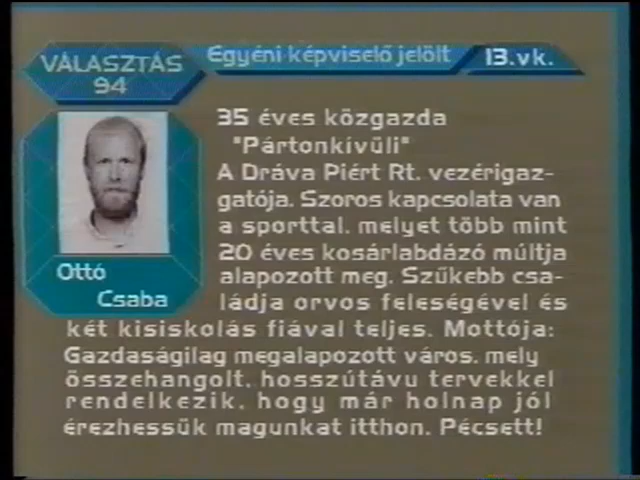 VÁLASZTÁS
94
Egyéni képviselő jelölt
13.vk.
35 éves közgazda
"Pártonkívüli"
A Dráva Piért Rt. vezérigaz-
gatója. Szoros kapcsolata van
a sporttal. melyet több mint
20 éves kosárlabdázó múltja
alapozott meg. Szűkebb csa-
ládja orvos feleségével és
két kisiskolás fiával teljes. Mottója:
Gazdaságilag megalapozott város. mely
összehangolt. hosszútávu tervekkel
rendelkezik. hogy már holnap jól
érezhessük magunkat itthon. Pécsett!
Ottó
Csaba